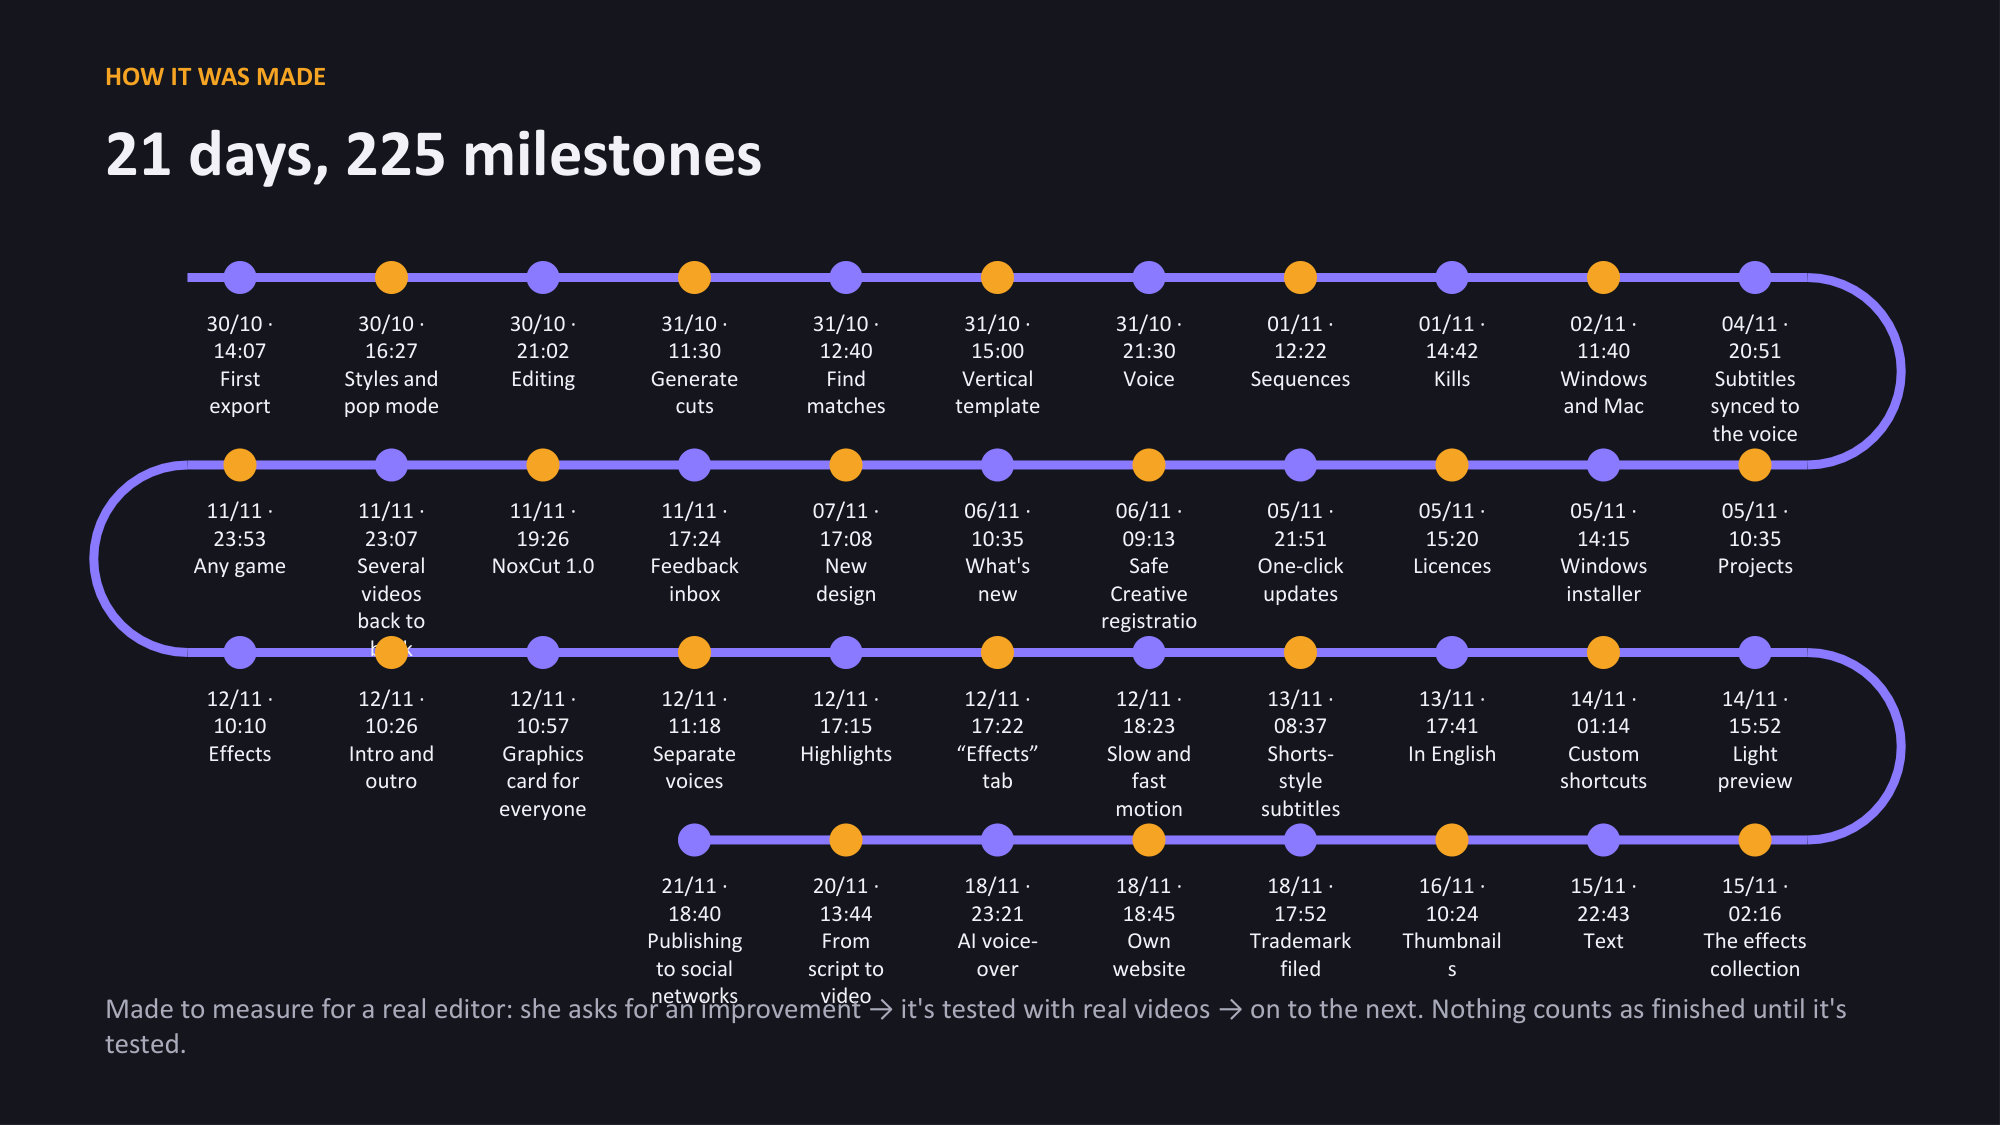 HOW IT WAS MADE
21 days, 225 milestones
30/10 ·
14:07
First
export
30/10 ·
16:27
Styles and
pop mode
30/10 ·
21:02
Editing
31/10 ·
11:30
Generate
cuts
31/10 ·
12:40
Find
matches
31/10 ·
15:00
Vertical
template
31/10 ·
21:30
Voice
01/11 ·
12:22
Sequences
01/11 ·
14:42
Kills
02/11 ·
11:40
Windows
and Mac
04/11 ·
20:51
Subtitles
synced to
the voice
11/11 ·
23:53
Any game
11/11 ·
23:07
Several
videos
back to
11/11 ·
19:26
NoxCut 1.0
11/11 ·
17:24
Feedback
inbox
07/11 ·
17:08
New
design
06/11 ·
10:35
What's
new
06/11 ·
09:13
Safe
Creative
registratio
05/11 ·
21:51
One-click
updates
05/11 ·
15:20
Licences
05/11 ·
14:15
Windows
installer
05/11 ·
10:35
Projects
12/11 ·
10:10
Effects
12/11 ·
10:26
Intro and
outro
12/11 ·
10:57
Graphics
card for
everyone
12/11 ·
11:18
Separate
voices
12/11 ·
17:15
Highlights
12/11 ·
17:22
“Effects”
tab
12/11 ·
18:23
Slow and
fast
motion
13/11 ·
08:37
Shorts-
style
subtitles
13/11 ·
17:41
In English
14/11 ·
01:14
Custom
shortcuts
14/11 ·
15:52
Light
preview
21/11 ·
18:40
Publishing
to social
networks
20/11 ·
13:44
From
script to
video
18/11 ·
23:21
AI voice-
over
18/11 ·
18:45
Own
website
18/11 ·
17:52
Trademark
filed
16/11 ·
10:24
Thumbnail
s
15/11 ·
22:43
Text
15/11 ·
02:16
The effects
collection
Made to measure for a real editor: she asks for an improvement → it's tested with real videos → on to the next. Nothing counts as finished until it's
tested.